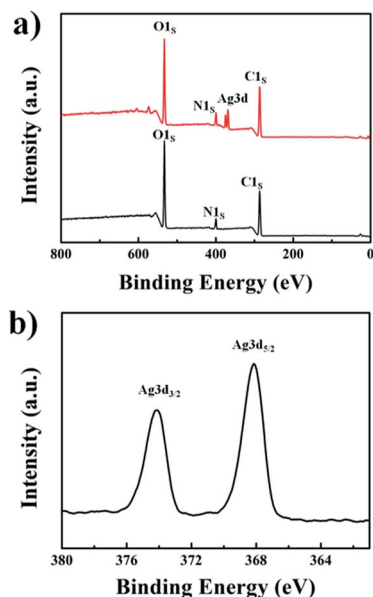 a)
O1s
N1s
Ag3d
C1s
O1s
N1s
C1s
Intensity (a.u.)
800 600 400 200 0
Binding Energy (eV)
b)
Ag3d3/2
Ag3d5/2
Intensity (a.u.)
380 376 372 368 364
Binding Energy (eV)